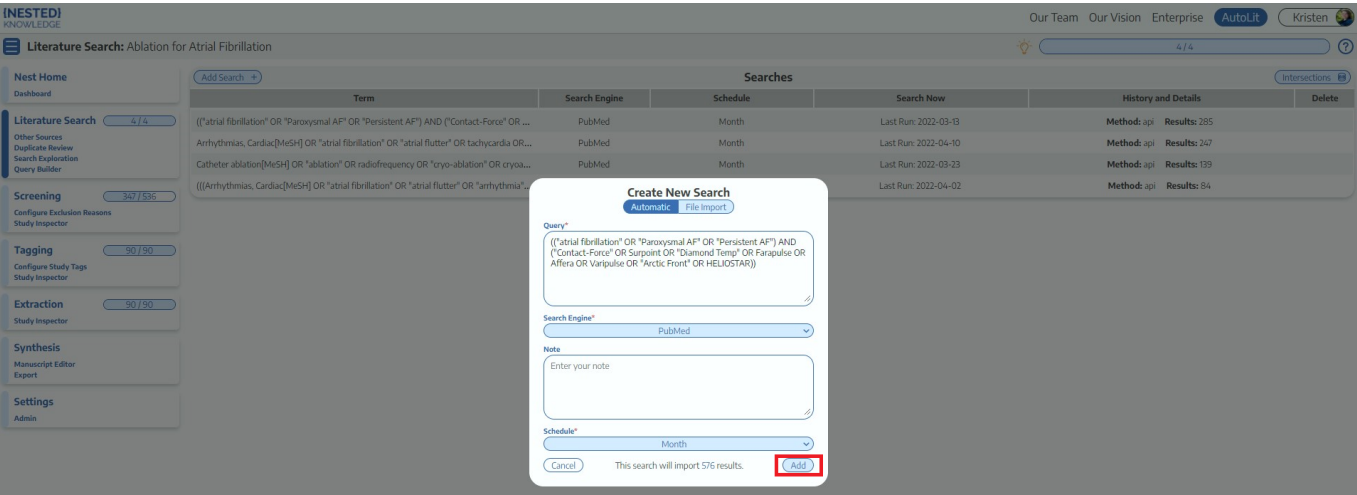 {NESTED}
KNOWLEDGE
Our Team Our Vision Enterprise AutoLit Kristen
Literature Search: Ablation for Atrial Fibrillation
4/4
?
Nest Home
Dashboard
Literature Search 4/4
Other Sources
Duplicate Review
Search Exploration
Query Builder
Screening 347/536
Configure Exclusion Reasons
Study Inspector
Tagging 90/90
Configure Study Tags
Study Inspector
Extraction 90/90
Study Inspector
Synthesis
Manuscript Editor
Export
Settings
Admin
Add Search +
Searches
Intersections
Term Search Engine Schedule Search Now History and Details Delete
(("atrial fibrillation" OR "Paroxysmal AF" OR "Persistent AF") AND ("Contact-Force" OR ... PubMed Month Last Run: 2022-03-13 Method: api Results: 285
Arrhythmias, Cardiac[MeSH] OR "atrial fibrillation" OR "atrial flutter" OR tachycardia OR... PubMed Month Last Run: 2022-04-10 Method: api Results: 247
Catheter ablation[MeSH] OR "ablation" OR radiofrequency OR "cryo-ablation" OR cryoa... PubMed Month Last Run: 2022-03-23 Method: api Results: 139
(((Arrhythmias, Cardiac[MeSH] OR "atrial fibrillation" OR "atrial flutter" OR "arrhythmia"... Last Run: 2022-04-02 Method: api Results: 84
Create New Search
Automatic File Import
Query*
(("atrial fibrillation" OR "Paroxysmal AF" OR "Persistent AF") AND
("Contact-Force" OR Surpoint OR "Diamond Temp" OR Farapulse OR
Affera OR Varipulse OR "Arctic Front" OR HELIOSTAR))
Search Engine*
PubMed
Note
Enter your note
Schedule*
Month
Cancel This search will import 576 results. Add